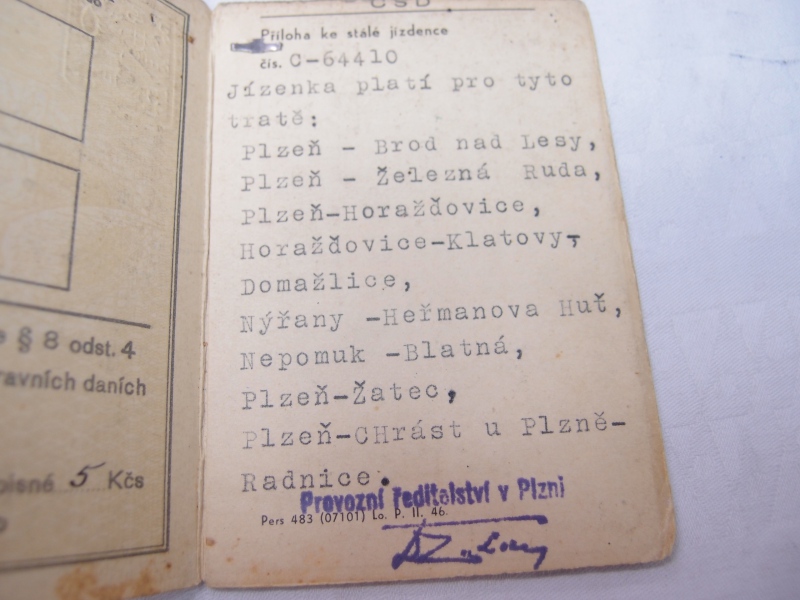 § 8 odst. 4
ravních daních
5 Kčs
ČSD
Příloha ke stálé jízdence
čís. C-64410
Jízenka platí pro tyto
tratě:
Plzeň - Brod nad Lesy,
Plzeň - Železná Ruda,
Plzeň-Horažďovice,
Horažďovice-Klatovy-
Domažlice,
Nýřany -Heřmanova Huť,
Nepomuk -Blatná,
Plzeň-Žatec,
Plzeň-CHrást u Plzně-
Radnice.
Provozní ředitelství v Plzni
Pers 483 (07101) Lo. P. II. 46.